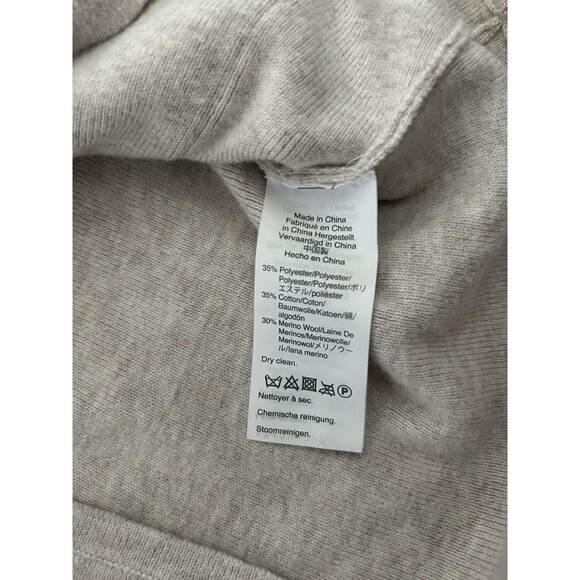 Made in China
Fabriqué en Chine
in China Hergestellt
Vervaardigd in China
中国製
Hecho en China
35% Polyester/Polyester/
Polyester/Polyester/ポリ
エステル/poliéster
35% Cotton/Coton/
Baumwolle/Katoen/綿/
algodón
30% Merino Wool/Laine De
Merinos/Merinowolle/
Merinowol/メリノウー
ル/lana merino
Dry clean.
P
Nettoyer à sec.
Chemische reinigung.
Stoomreinigen.